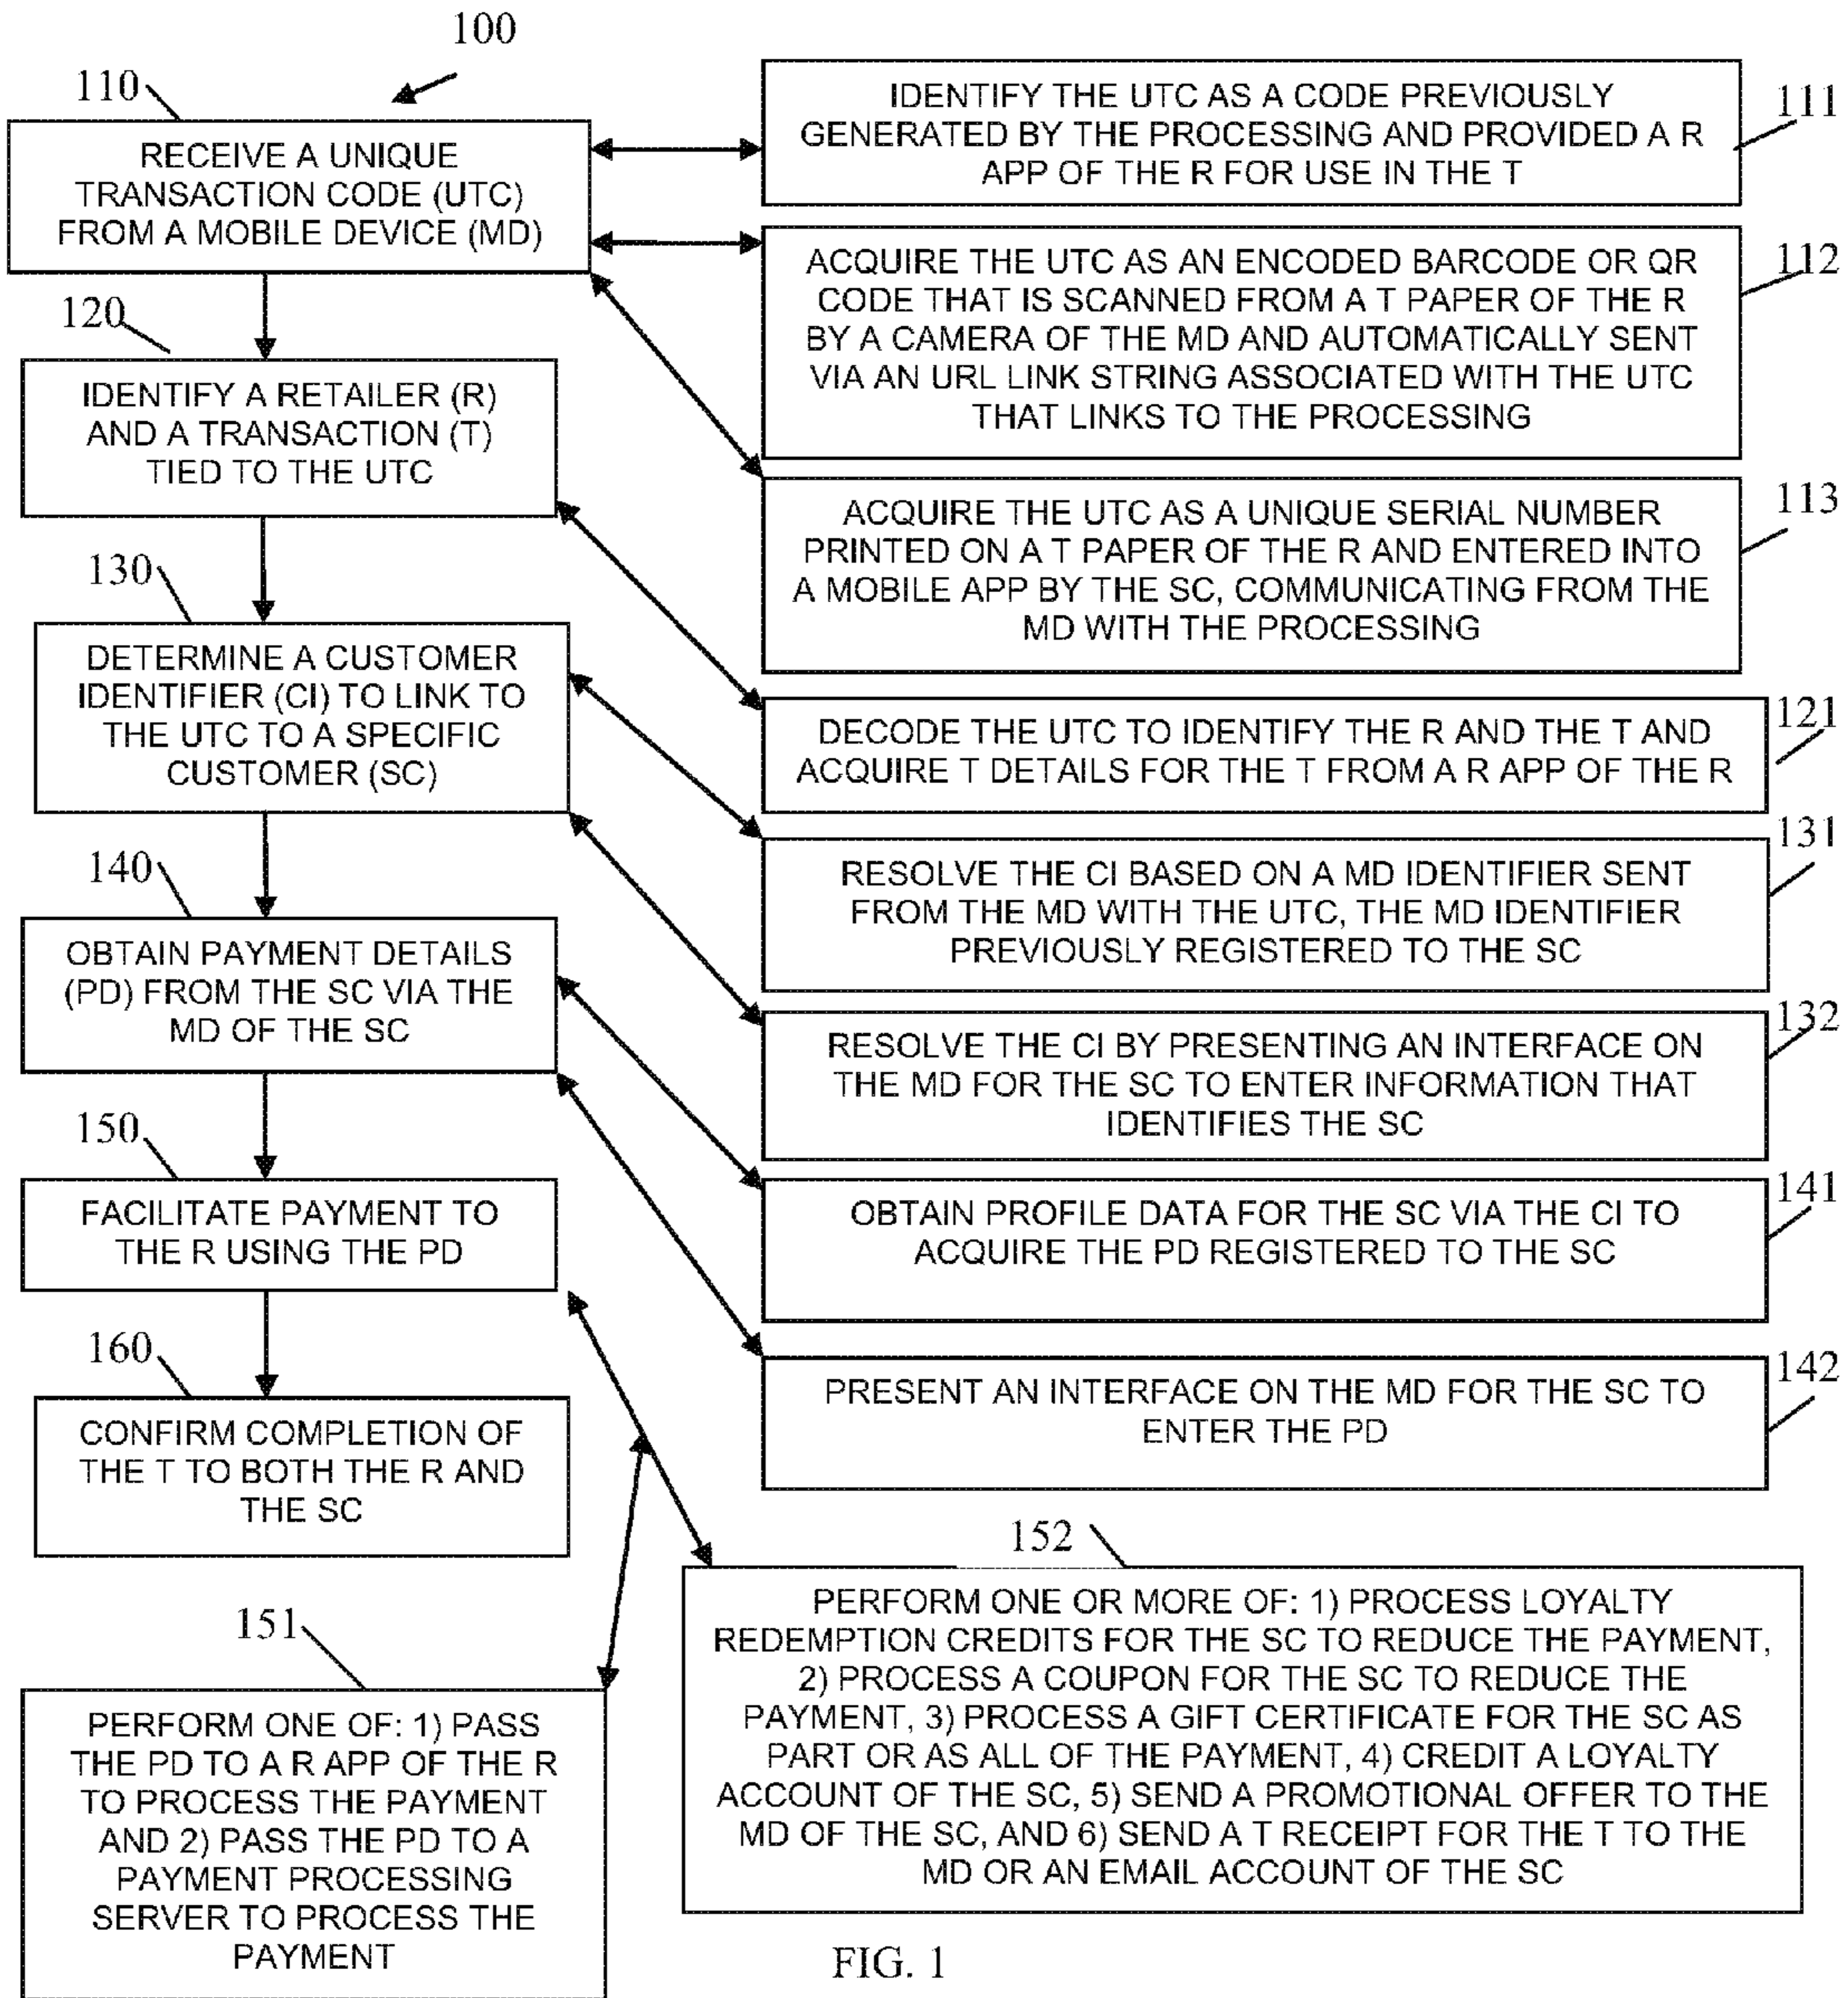 100
110
RECEIVE A UNIQUE
TRANSACTION CODE (UTC)
FROM A MOBILE DEVICE (MD)
111
IDENTIFY THE UTC AS A CODE PREVIOUSLY
GENERATED BY THE PROCESSING AND PROVIDED A R
APP OF THE R FOR USE IN THE T
112
ACQUIRE THE UTC AS AN ENCODED BARCODE OR QR
CODE THAT IS SCANNED FROM A T PAPER OF THE R
BY A CAMERA OF THE MD AND AUTOMATICALLY SENT
VIA AN URL LINK STRING ASSOCIATED WITH THE UTC
THAT LINKS TO THE PROCESSING
113
ACQUIRE THE UTC AS A UNIQUE SERIAL NUMBER
PRINTED ON A T PAPER OF THE R AND ENTERED INTO
A MOBILE APP BY THE SC, COMMUNICATING FROM THE
MD WITH THE PROCESSING
120
IDENTIFY A RETAILER (R)
AND A TRANSACTION (T)
TIED TO THE UTC
121
DECODE THE UTC TO IDENTIFY THE R AND THE T AND
ACQUIRE T DETAILS FOR THE T FROM A R APP OF THE R
130
DETERMINE A CUSTOMER
IDENTIFIER (CI) TO LINK TO
THE UTC TO A SPECIFIC
CUSTOMER (SC)
131
RESOLVE THE CI BASED ON A MD IDENTIFIER SENT
FROM THE MD WITH THE UTC, THE MD IDENTIFIER
PREVIOUSLY REGISTERED TO THE SC
132
RESOLVE THE CI BY PRESENTING AN INTERFACE ON
THE MD FOR THE SC TO ENTER INFORMATION THAT
IDENTIFIES THE SC
140
OBTAIN PAYMENT DETAILS
(PD) FROM THE SC VIA THE
MD OF THE SC
141
OBTAIN PROFILE DATA FOR THE SC VIA THE CI TO
ACQUIRE THE PD REGISTERED TO THE SC
142
PRESENT AN INTERFACE ON THE MD FOR THE SC TO
ENTER THE PD
150
FACILITATE PAYMENT TO
THE R USING THE PD
160
CONFIRM COMPLETION OF
THE T TO BOTH THE R AND
THE SC
151
PERFORM ONE OF: 1) PASS
THE PD TO A R APP OF THE R
TO PROCESS THE PAYMENT
AND 2) PASS THE PD TO A
PAYMENT PROCESSING
SERVER TO PROCESS THE
PAYMENT
152
PERFORM ONE OR MORE OF: 1) PROCESS LOYALTY
REDEMPTION CREDITS FOR THE SC TO REDUCE THE PAYMENT,
2) PROCESS A COUPON FOR THE SC TO REDUCE THE
PAYMENT, 3) PROCESS A GIFT CERTIFICATE FOR THE SC AS
PART OR AS ALL OF THE PAYMENT, 4) CREDIT A LOYALTY
ACCOUNT OF THE SC, 5) SEND A PROMOTIONAL OFFER TO THE
MD OF THE SC, AND 6) SEND A T RECEIPT FOR THE T TO THE
MD OR AN EMAIL ACCOUNT OF THE SC
FIG. 1